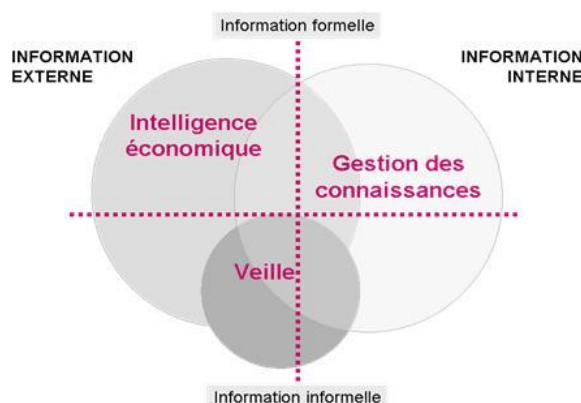 Information formelle
INFORMATION
EXTERNE
INFORMATION
INTERNE
Intelligence
économique
Gestion des
connaissances
Veille
Information informelle